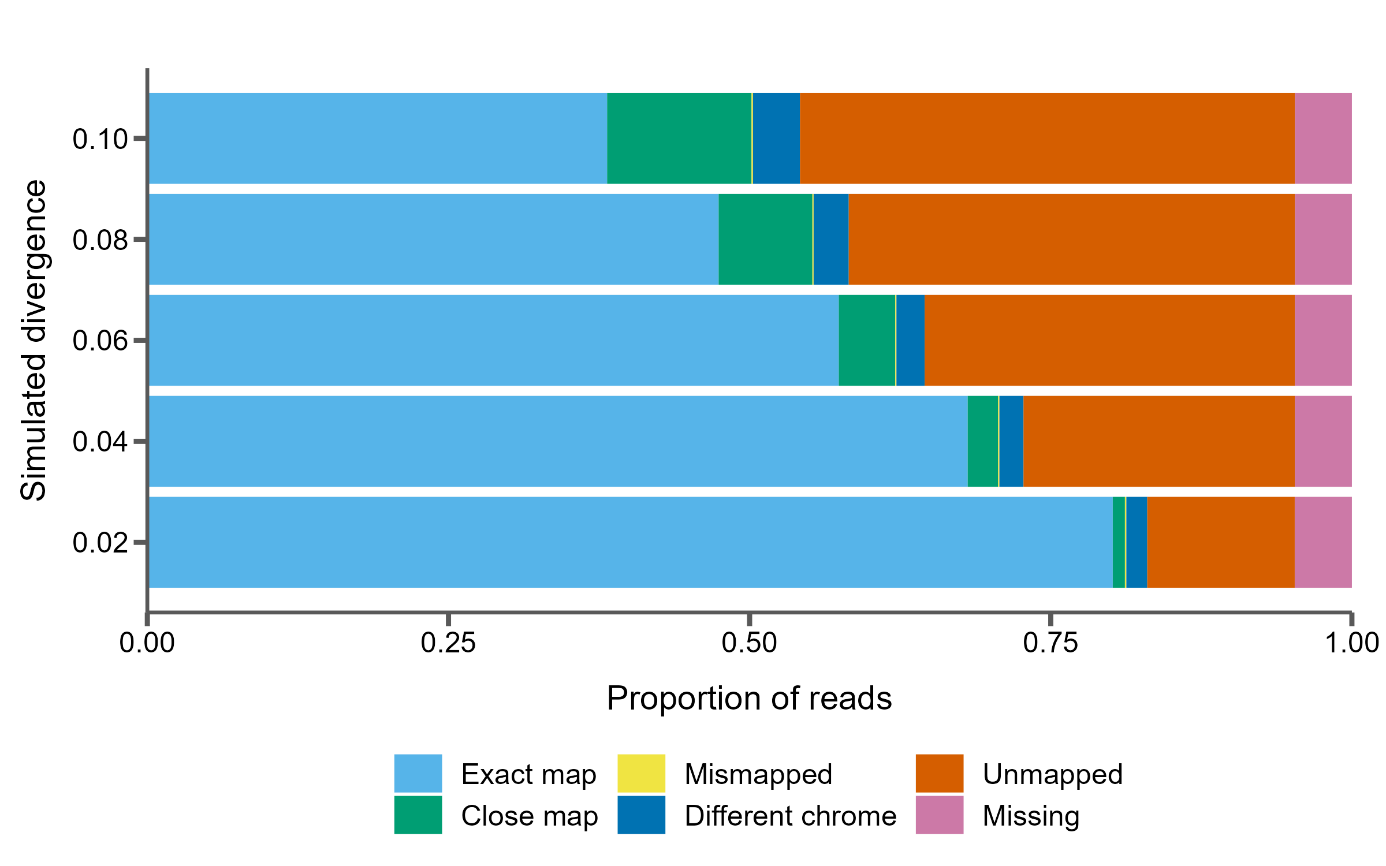 Simulated divergence
0.10
0.08
0.06
0.04
0.02
0.00 0.25 0.50 0.75 1.00
Proportion of reads
Exact map Mismapped Unmapped
Close map Different chrome Missing